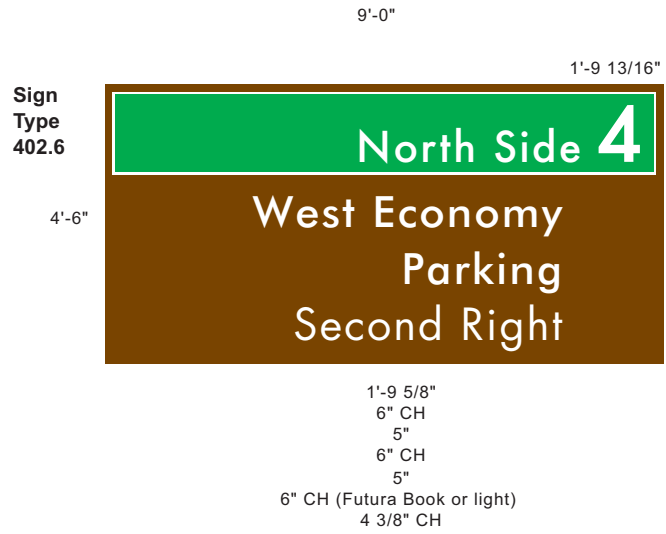 9'-0"
1'-9 13/16"
Sign
Type
402.6
North Side 4
4'-6"
West Economy
Parking
Second Right
1'-9 5/8"
6" CH
5"
6" CH
5"
6" CH (Futura Book or light)
4 3/8" CH